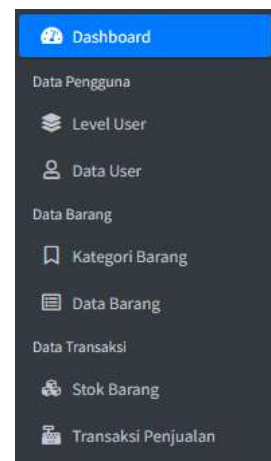 Dashboard
Data Pengguna
Level User
Data User
Data Barang
Kategori Barang
Data Barang
Data Transaksi
Stok Barang
Transaksi Penjualan